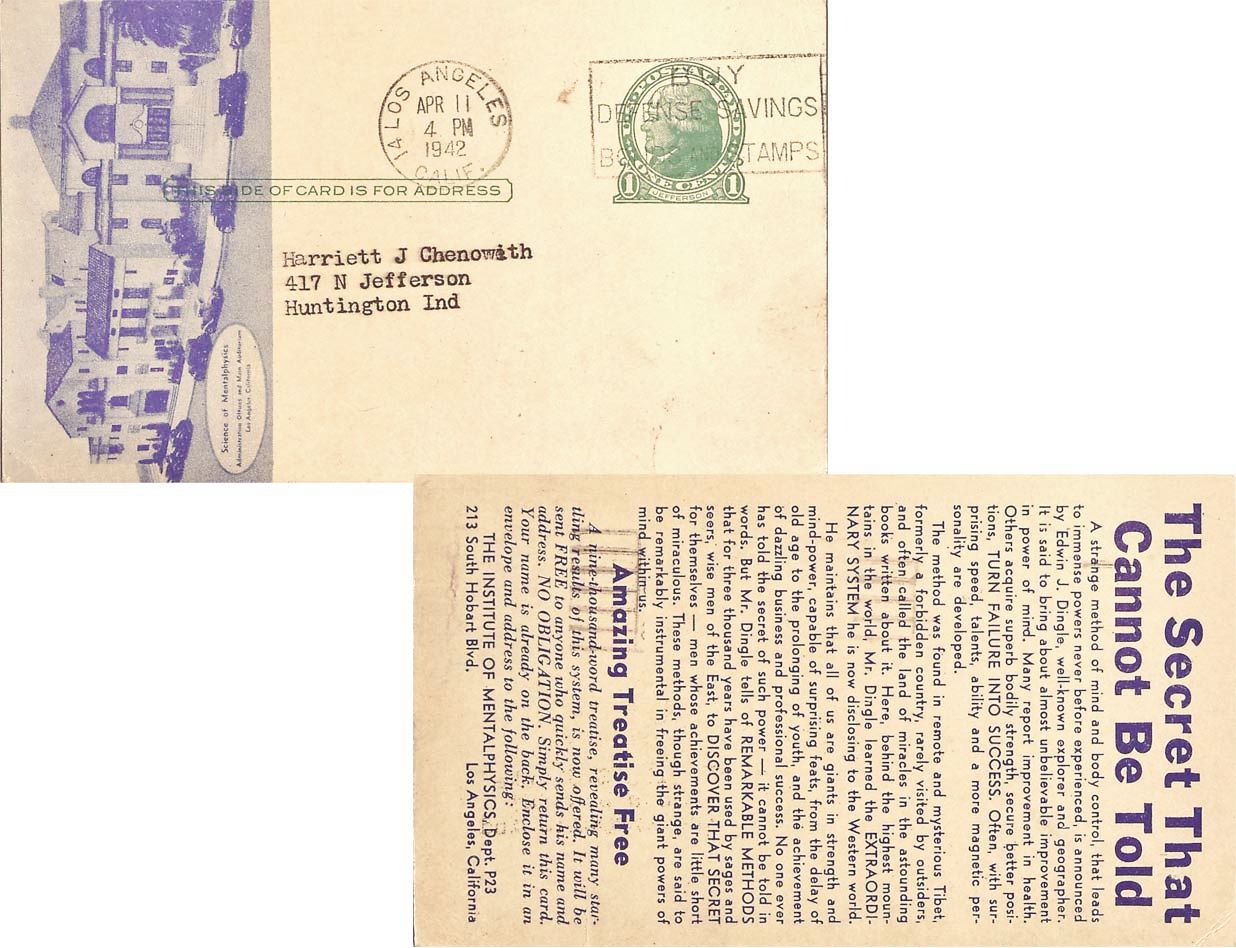 LOS ANGELES
APR 11
4 PM
1942
CALIF.
14
BUY
DEFENSE SAVINGS
BONDS AND STAMPS
ONE CENT
1 JEFFERSON 1
THIS SIDE OF CARD IS FOR ADDRESS
Harriett J Chenowith
417 N Jefferson
Huntington Ind
Science of Mentalphysics
Administration Offices and Main Auditorium
Los Angeles, California
The Secret That
Cannot Be Told
A strange method of mind and body control, that leads
to immense powers never before experienced, is announced
by Edwin J. Dingle, well-known explorer and geographer.
It is said to bring about almost unbelievable improvement
in power of mind. Many report improvement in health.
Others acquire superb bodily strength, secure better posi-
tions, TURN FAILURE INTO SUCCESS. Often, with sur-
prising speed, talents, ability and a more magnetic per-
sonality are developed.
The method was found in remote and mysterious Tibet,
formerly a forbidden country, rarely visited by outsiders,
and often called the land of miracles in the astounding
books written about it. Here, behind the highest moun-
tains in the world, Mr. Dingle learned the EXTRAORDI-
NARY SYSTEM he is now disclosing to the Western world.
He maintains that all of us are giants in strength and
mind-power, capable of surprising feats, from the delay of
old age to the prolonging of youth, and the achievement
of dazzling business and professional success. No one ever
has told the secret of such power — it cannot be told in
words. But Mr. Dingle tells of REMARKABLE METHODS
that for three thousand years have been used by sages and
seers, wise men of the East, to DISCOVER THAT SECRET
for themselves — men whose achievements are little short
of miraculous. These methods, though strange, are said to
be remarkably instrumental in freeing the giant powers of
mind within us.
Amazing Treatise Free
A nine-thousand-word treatise, revealing many star-
tling results of this system, is now offered. It will be
sent FREE to anyone who quickly sends his name and
address. NO OBLIGATION. Simply return this card.
Your name is already on the back. Enclose it in an
envelope and address to the following:
THE INSTITUTE OF MENTALPHYSICS, Dept. P23
213 South Hobart Blvd. Los Angeles, California